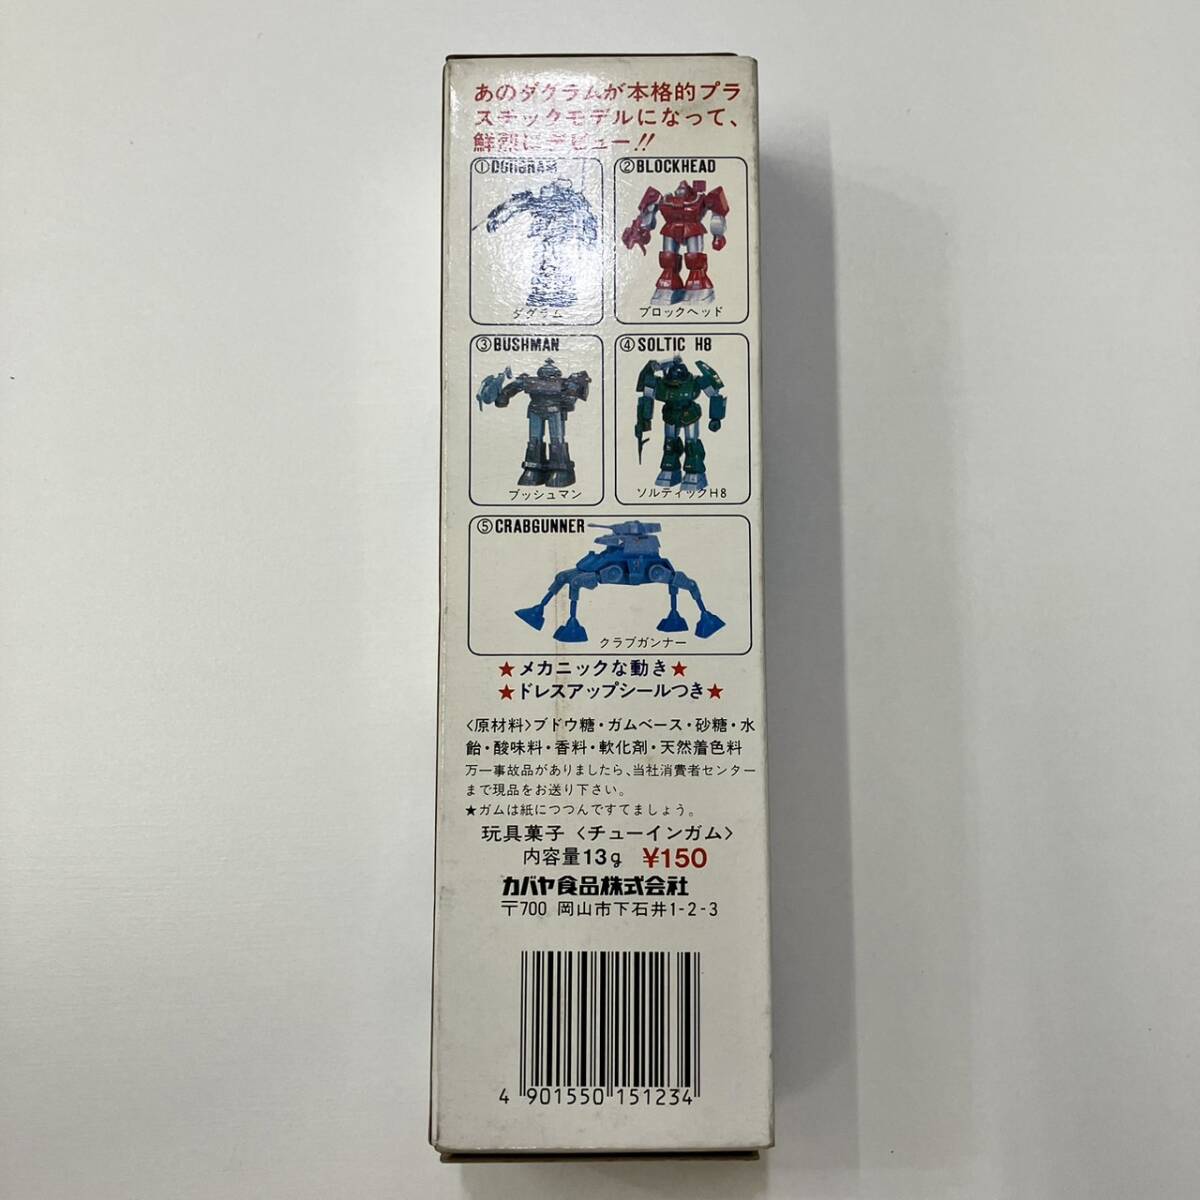 あのダグラムが本格的プラ
スチックモデルになって、
鮮烈にデビュー!!
①DOUGRAM
ダグラム
②BLOCKHEAD
ブロックヘッド
③BUSHMAN
ブッシュマン
④SOLTIC H8
ソルティックH8
⑤CRABGUNNER
クラブガンナー
★メカニックな動き★
★ドレスアップシールつき★
〈原材料〉ブドウ糖・ガムベース・砂糖・水
飴・酸味料・香料・軟化剤・天然着色料
万一事故品がありましたら、当社消費者センター
まで現品をお送り下さい。
★ガムは紙につつんですてましょう。
玩具菓子〈チューインガム〉
内容量13g ¥150
カバヤ食品株式会社
〒700 岡山市下石井1-2-3
4 901550 151234